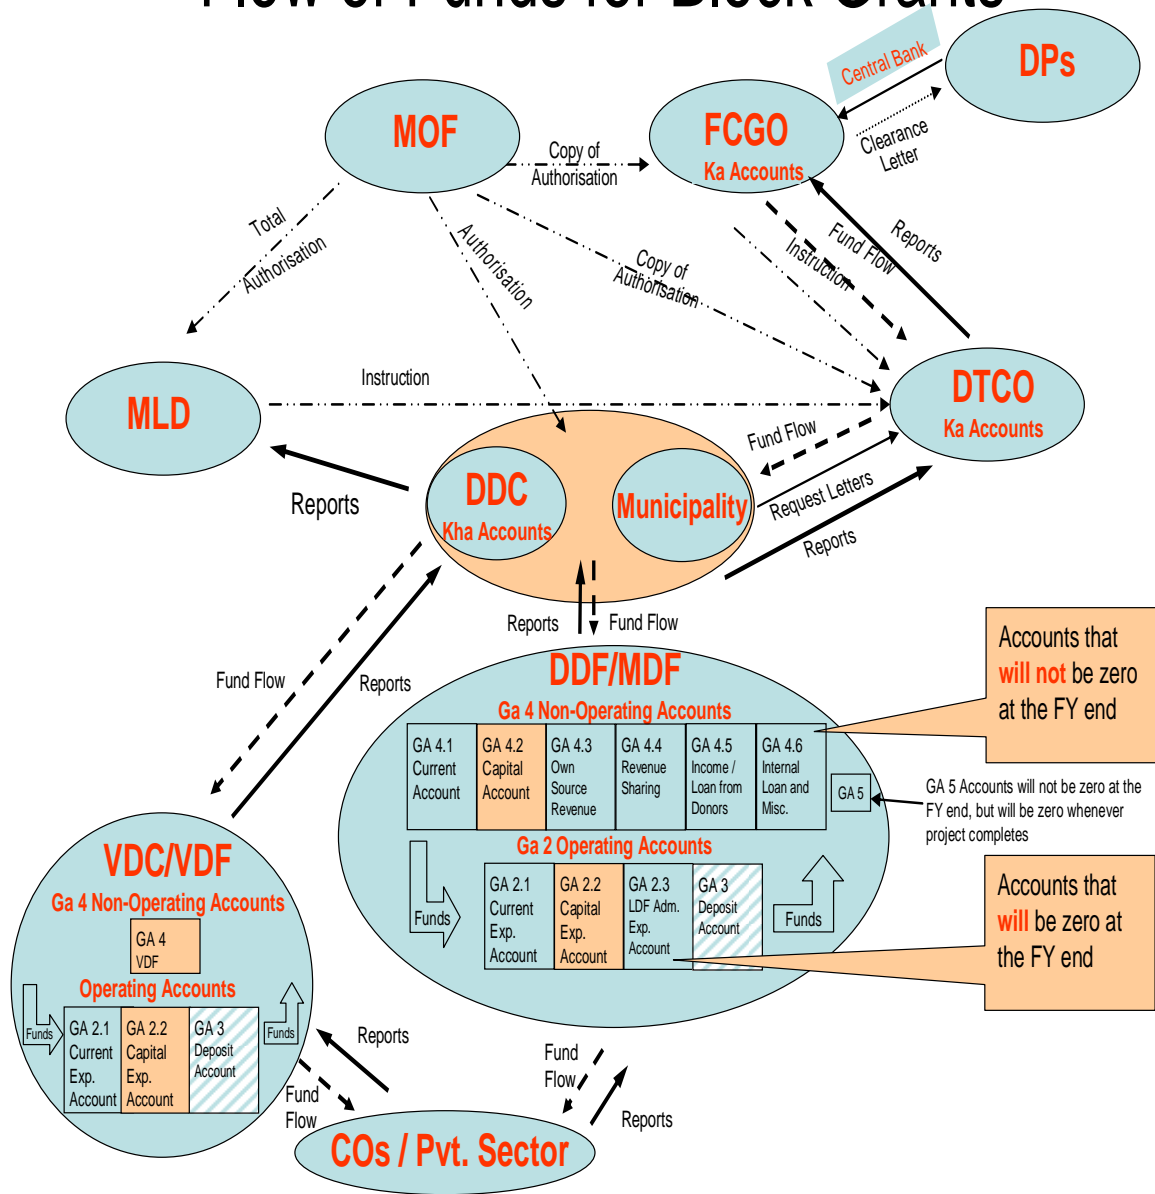 Flow of Funds for Block Grants
Central Bank
DPs
MOF
FCGO
Ka Accounts
Clearance
Letter
Copy of
Authorisation
Total
Authorisation
Authorisation
Copy of
Authorisation
Instruction
Fund Flow
Reports
MLD
Instruction
DTCO
Ka Accounts
Fund Flow
Request Letters
Reports
Reports
DDC
Kha Accounts
Municipality
Reports
Fund Flow
Fund Flow
Reports
DDF/MDF
Ga 4 Non-Operating Accounts
GA 4.1
Current
Account
GA 4.2
Capital
Account
GA 4.3
Own
Source
Revenue
GA 4.4
Revenue
Sharing
GA 4.5
Income /
Loan from
Donors
GA 4.6
Internal
Loan and
Misc.
GA 5
Ga 2 Operating Accounts
Funds
GA 2.1
Current
Exp.
Account
GA 2.2
Capital
Exp.
Account
GA 2.3
LDF Adm.
Exp.
Account
GA 3
Deposit
Account
Funds
Accounts that
will not be zero
at the FY end
GA 5 Accounts will not be zero at the
FY end, but will be zero whenever
project completes
Accounts that
will be zero at
the FY end
VDC/VDF
Ga 4 Non-Operating Accounts
GA 4
VDF
Operating Accounts
Funds
GA 2.1
Current
Exp.
Account
GA 2.2
Capital
Exp.
Account
GA 3
Deposit
Account
Funds
Reports
Fund
Flow
Fund
Flow
Reports
COs / Pvt. Sector